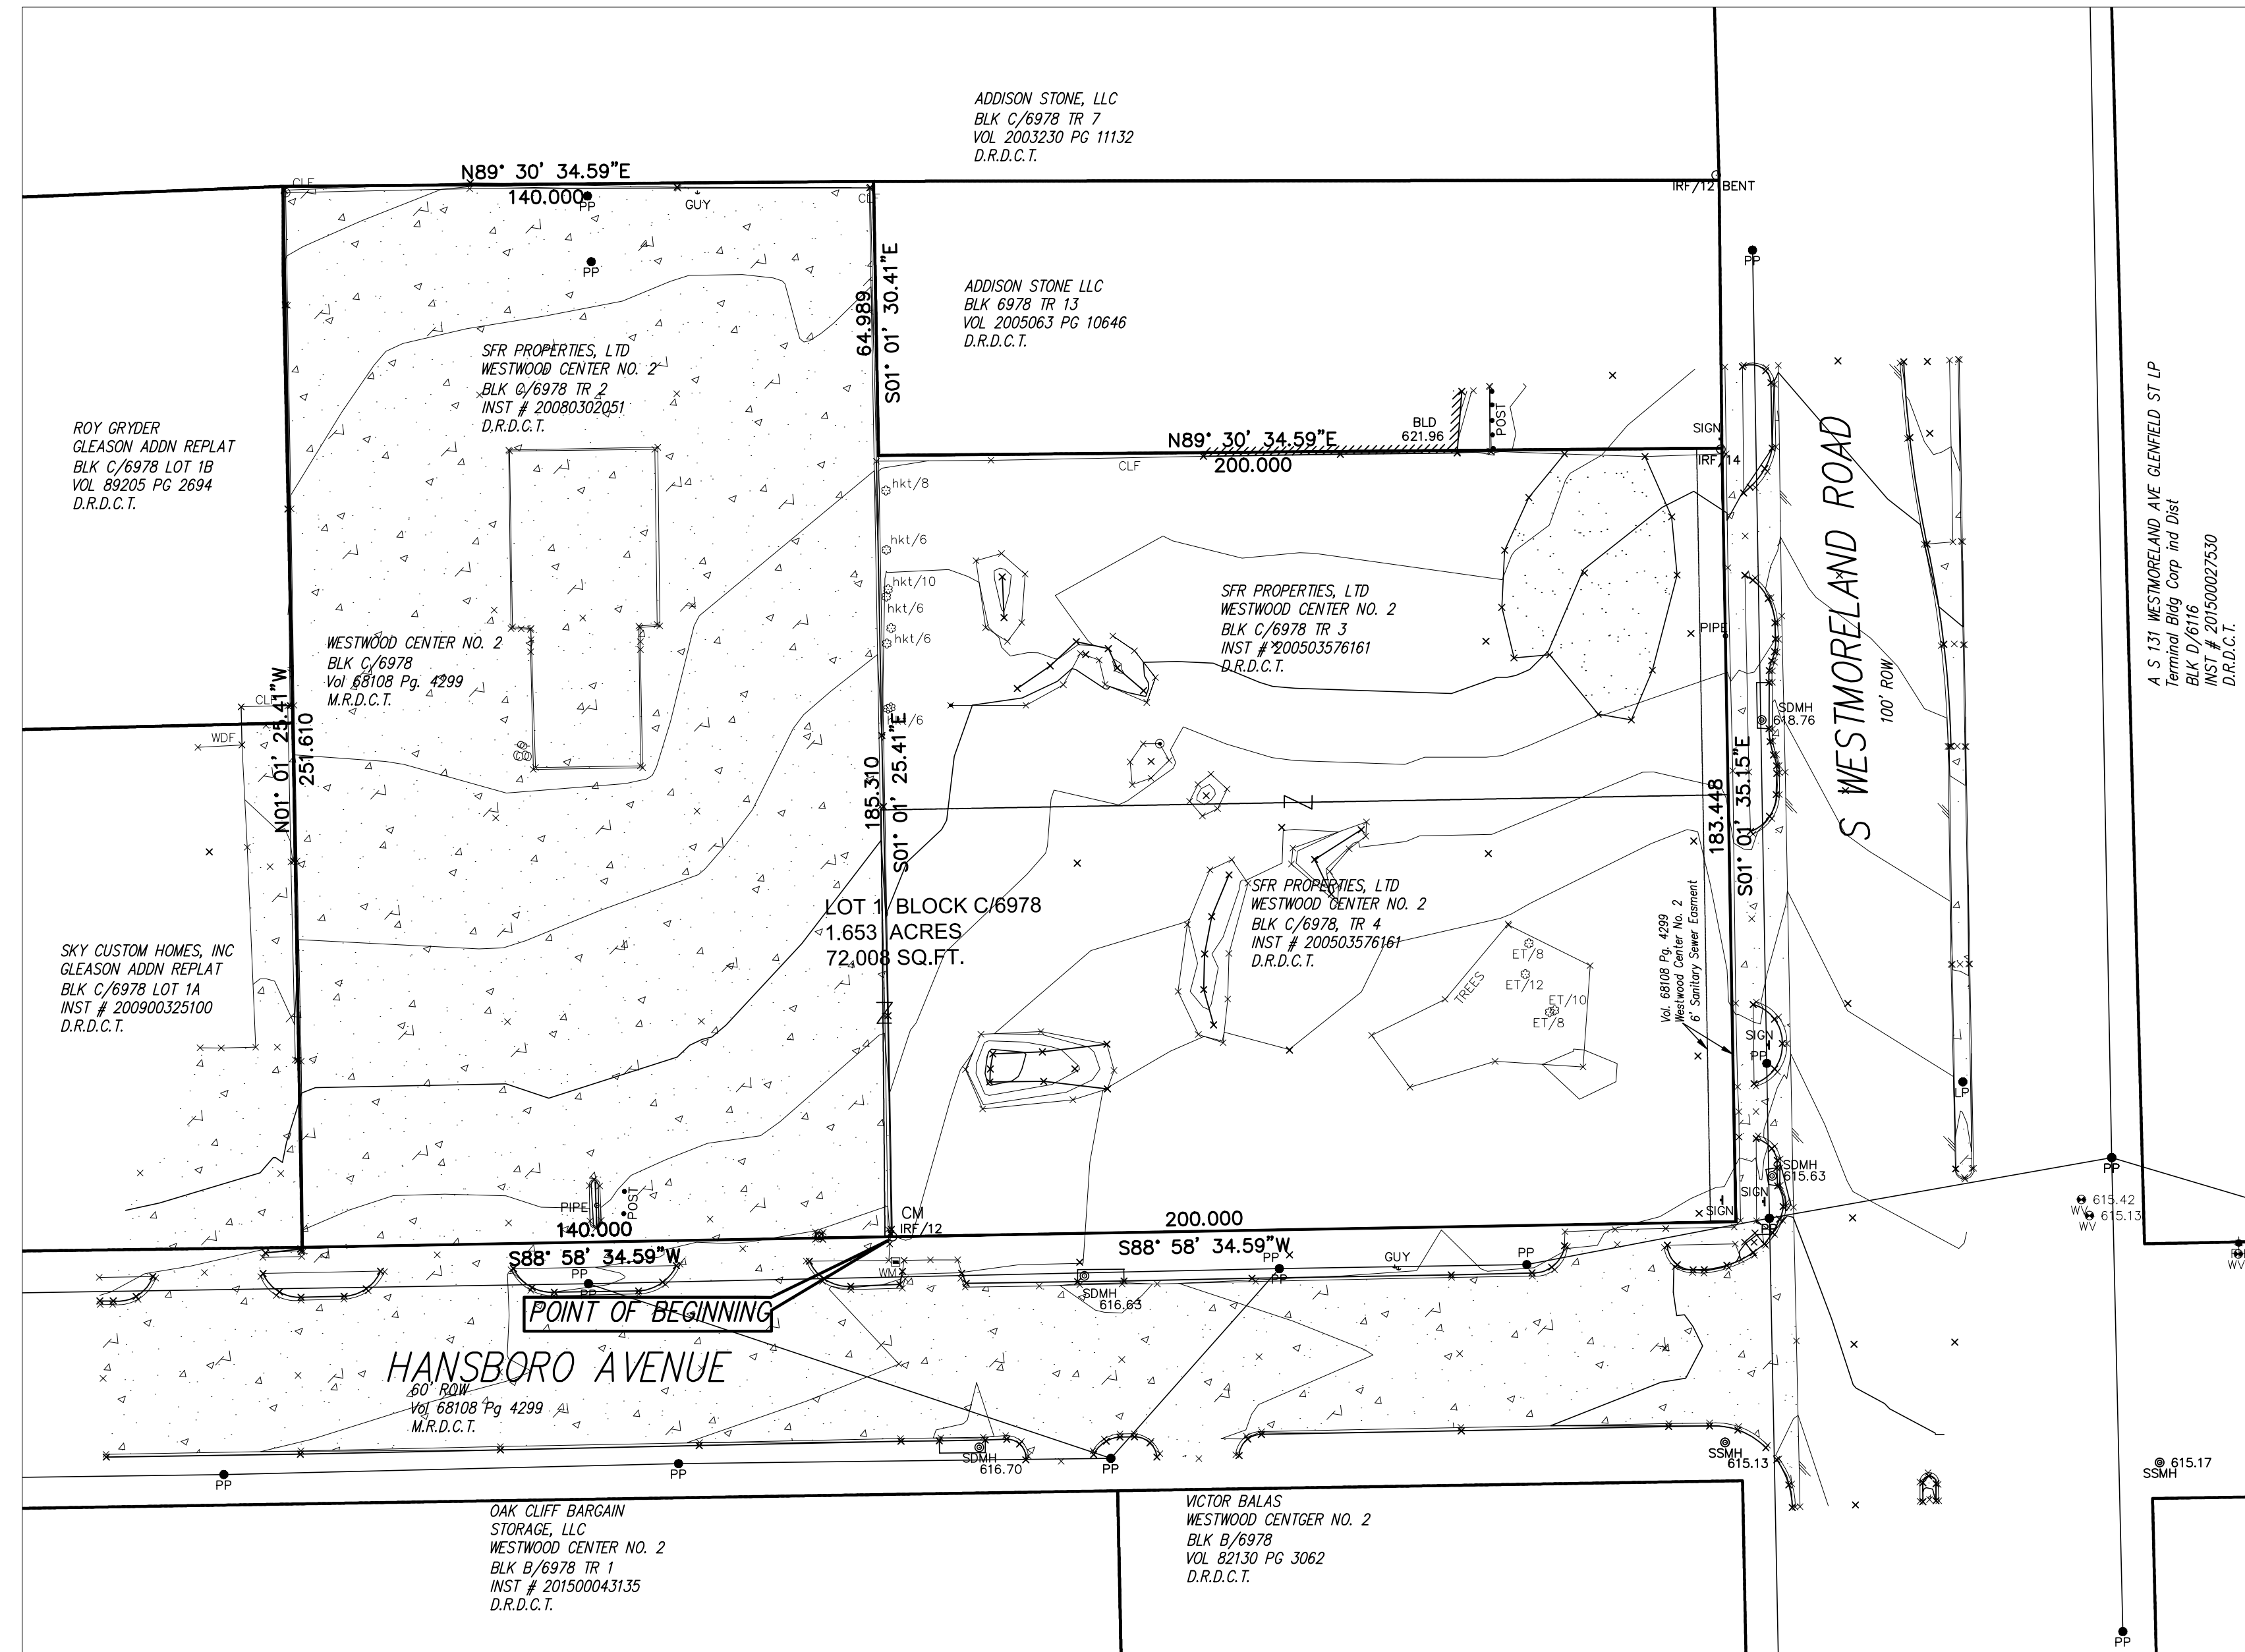 ADDISON STONE, LLC
BLK C/6978 TR 7
VOL 2003230 PG 11132
D.R.D.C.T.
N89° 30' 34.59"E
140.000
CLF
PP
GUY
CLF
IRF/12 BENT
PP
PP
S01° 01' 30.41"E
64.989
ADDISON STONE LLC
BLK 6978 TR 13
VOL 2005063 PG 10646
D.R.D.C.T.
SFR PROPERTIES, LTD
WESTWOOD CENTER NO. 2
BLK C/6978 TR 2
INST # 20080302051
D.R.D.C.T.
ROY GRYDER
GLEASON ADDN REPLAT
BLK C/6978 LOT 1B
VOL 89205 PG 2694
D.R.D.C.T.
BLD
621.96
POST
SIGN
N89° 30' 34.59"E
200.000
CLF
IRF/14
hkt/8
hkt/6
hkt/10
hkt/6
hkt/6
hkt/6
SFR PROPERTIES, LTD
WESTWOOD CENTER NO. 2
BLK C/6978 TR 3
INST # 200503576161
D.R.D.C.T.
PIPE
S WESTMORELAND ROAD
100' ROW
A S 131 WESTMORELAND AVE GLENFIELD ST LP
Terminal Bldg Corp ind Dist
BLK D/6116
INST # 201500027530
D.R.D.C.T.
WESTWOOD CENTER NO. 2
BLK C/6978
Vol 68108 Pg. 4299
M.R.D.C.T.
CLF
WDF
N01° 01' 25.41"W
251.610
CO
CO
185.310
S01° 01' 25.41"E
SDMH
618.76
183.448
S01° 01' 35.15"E
LOT 1 BLOCK C/6978
1.653 ACRES
72,008 SQ.FT.
SFR PROPERTIES, LTD
WESTWOOD CENTER NO. 2
BLK C/6978, TR 4
INST # 200503576161
D.R.D.C.T.
Vol. 68108 Pg. 4299
Westwood Center No. 2
6' Sanitary Sewer Easment
SKY CUSTOM HOMES, INC
GLEASON ADDN REPLAT
BLK C/6978 LOT 1A
INST # 200900325100
D.R.D.C.T.
TREES
ET/8
ET/12
ET/10
ET/8
SIGN
PP
LP
PIPE
POST
SDMH
615.63
SIGN
SIGN
PP
PP
615.42
WV
615.13
WV
WV
CM
IRF/12
140.000
S88° 58' 34.59"W
200.000
S88° 58' 34.59"W
PP
PP
WM
PP
PP
GUY
PP
SDMH
616.63
POINT OF BEGINNING
HANSBORO AVENUE
60' ROW
Vol 68108 Pg 4299
M.R.D.C.T.
PP
PP
SDMH
616.70
PP
SSMH
615.13
615.17
SSMH
OAK CLIFF BARGAIN
STORAGE, LLC
WESTWOOD CENTER NO. 2
BLK B/6978 TR 1
INST # 201500043135
D.R.D.C.T.
VICTOR BALAS
WESTWOOD CENTGER NO. 2
BLK B/6978
VOL 82130 PG 3062
D.R.D.C.T.
PP